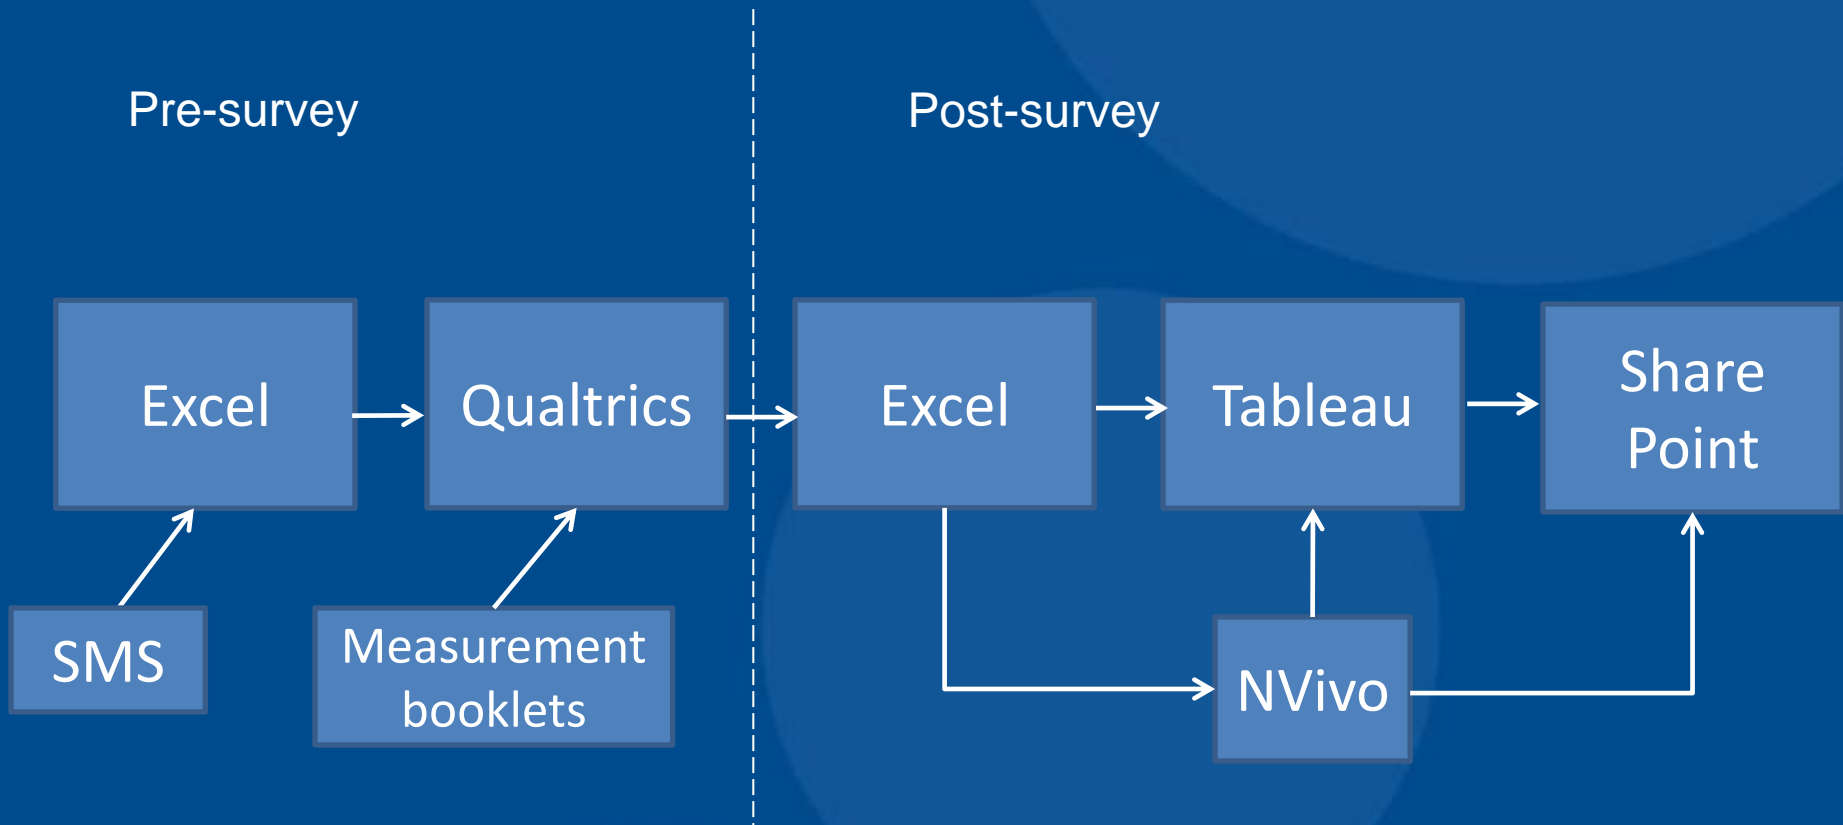 Pre-survey
Post-survey
Excel
Qualtrics
Excel
Tableau
Share
Point
SMS
Measurement
booklets
NVivo